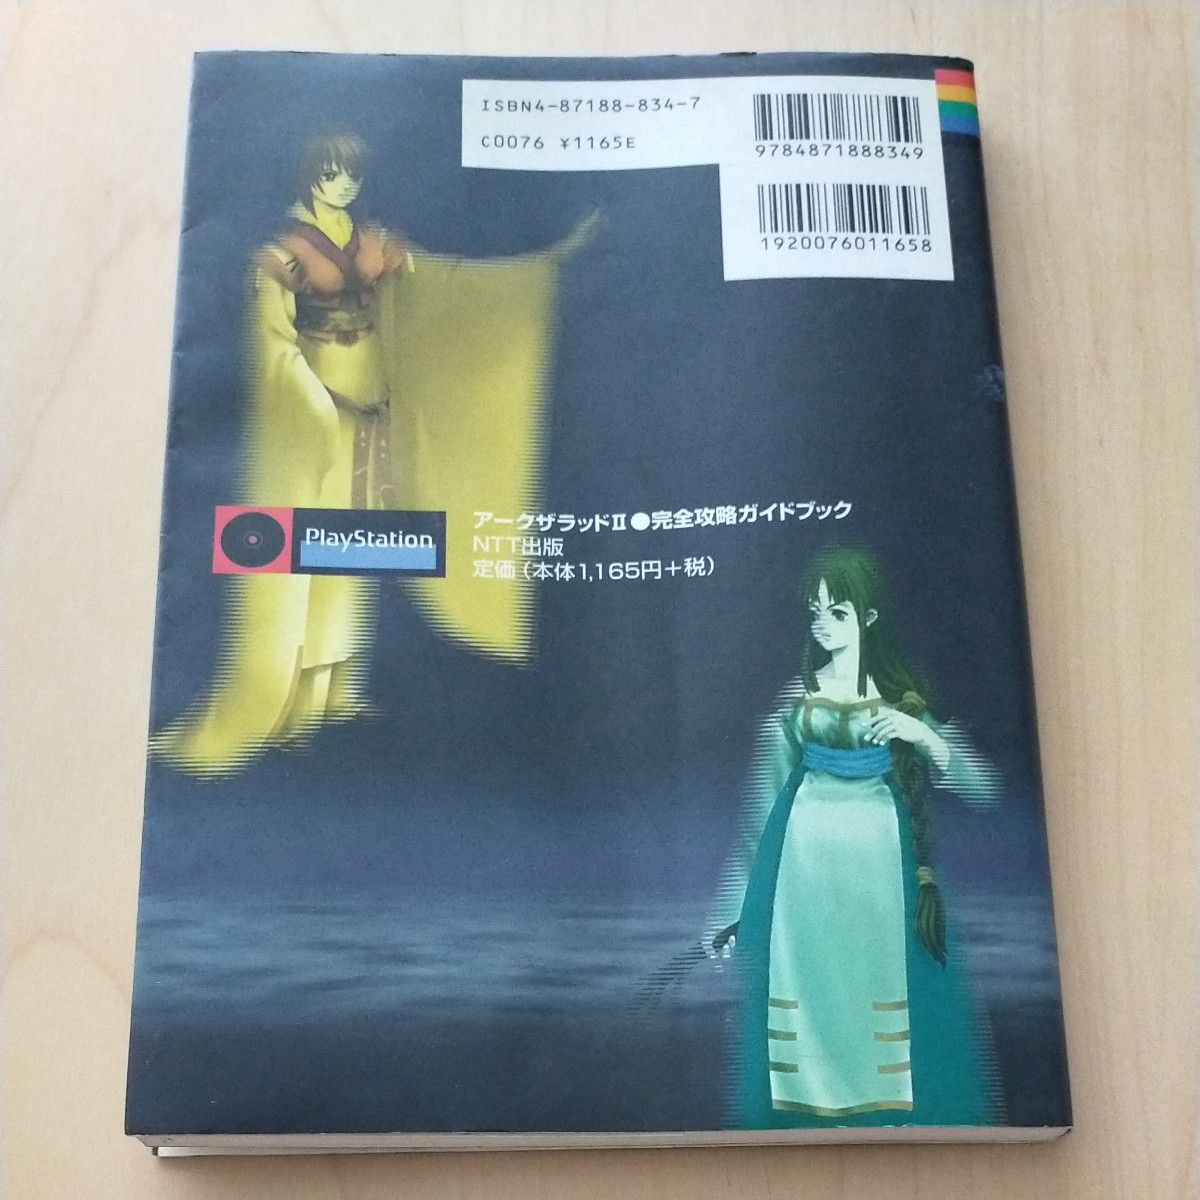 ISBN4-87188-834-7
C0076 ¥1165E
9784871888349
1920076011658
PlayStation
アークザラッドII●完全攻略ガイドブック
NTT出版
定価（本体1,165円＋税）